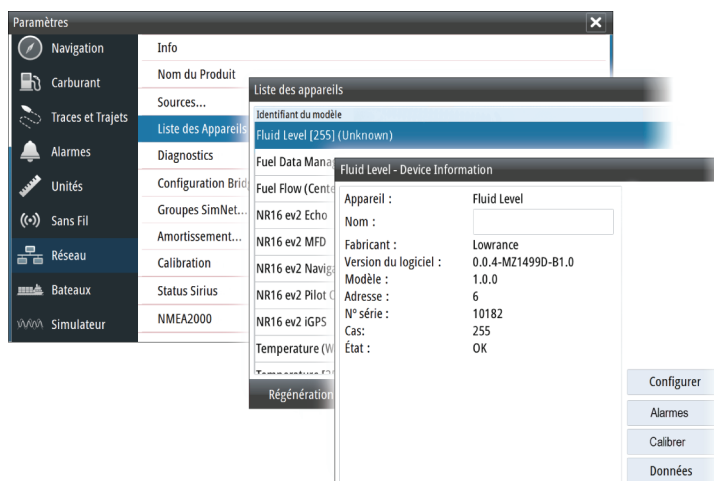 Paramètres
Navigation
Carburant
Traces et Trajets
Alarmes
Unités
Sans Fil
Réseau
Bateaux
Simulateur
Info
Nom du Produit
Sources...
Liste des Appareils
Diagnostics
Configuration Brid
Groupes SimNet...
Amortissement...
Calibration
Status Sirius
NMEA2000
Liste des appareils
Identifiant du modèle
Fluid Level [255] (Unknown)
Fuel Data Mana
Fuel Flow (Cente
NR16 ev2 Echo
NR16 ev2 MFD
NR16 ev2 Naviga
NR16 ev2 Pilot C
NR16 ev2 iGPS
Temperature (W
Régénération
Fluid Level - Device Information
Appareil : Fluid Level
Nom :
Fabricant : Lowrance
Version du logiciel : 0.0.4-MZ1499D-B1.0
Modèle : 1.0.0
Adresse : 6
N° série : 10182
Cas: 255
État : OK
Configurer
Alarmes
Calibrer
Données